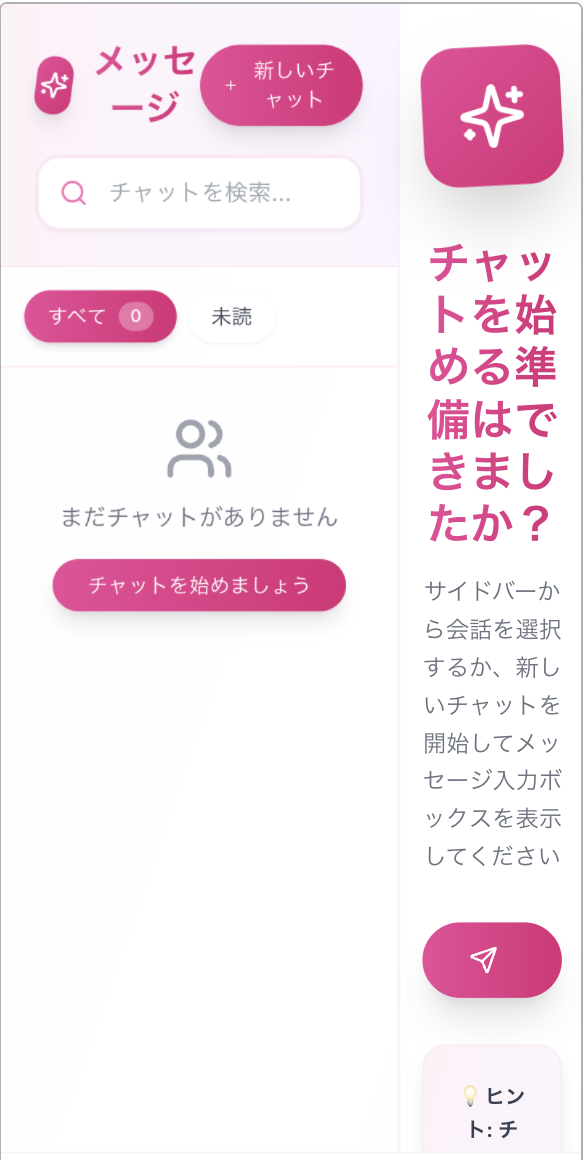 メッセ
ージ
+ 新しいチ
ャット
チャットを検索...
すべて 0
未読
まだチャットがありません
チャットを始めましょう
チャッ
トを始
める準
備はで
きまし
たか？
サイドバーか
ら会話を選択
するか、新し
いチャットを
開始してメッ
セージ入力ボ
ックスを表示
してください
💡 ヒン
ト: チ